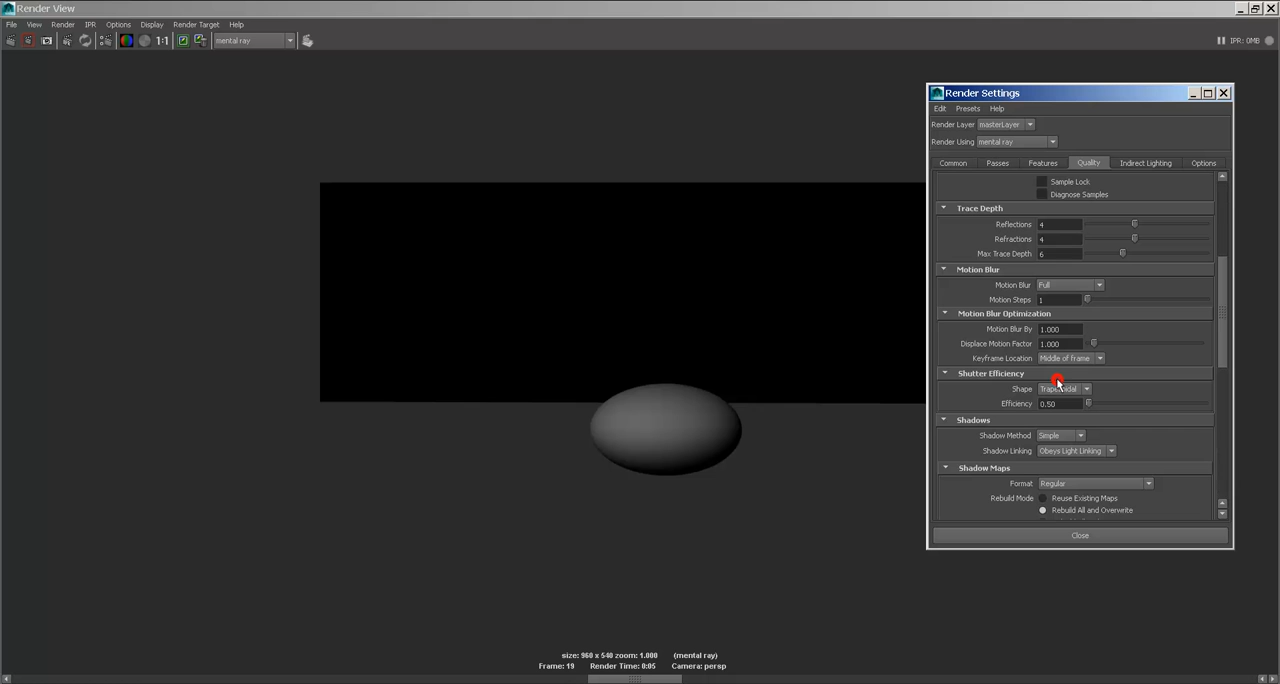 Render View
File View Render IPR Options Display Render Target Help
1:1 mental ray IPR: 0MB
Render Settings
Edit Presets Help
Render Layer masterLayer
Render Using mental ray
Common Passes Features Quality Indirect Lighting Options
Sample Lock
Diagnose Samples
Trace Depth
Reflections 4
Refractions 4
Max Trace Depth 6
Motion Blur
Motion Blur Full
Motion Steps 1
Motion Blur Optimization
Motion Blur By 1.000
Displace Motion Factor 1.000
Keyframe Location Middle of frame
Shutter Efficiency
Shape
Efficiency 0.50
Shadows
Shadow Method Simple
Shadow Linking Obeys Light Linking
Shadow Maps
Format Regular
Rebuild Mode Reuse Existing Maps
Rebuild All and Overwrite
Close
size: 960 x 540 zoom: 1.000 (mental ray)
Frame: 19 Render Time: 0:05 Camera: persp